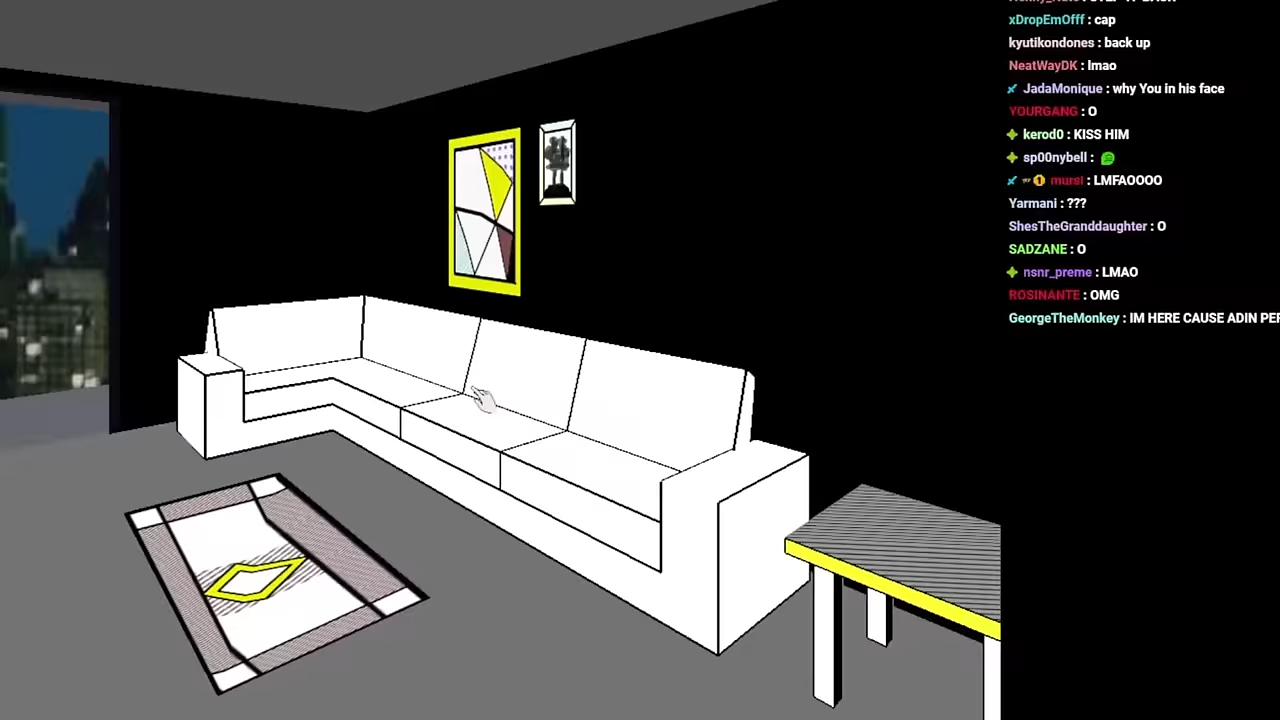 xDropEmOfff : cap
kyutikondones : back up
NeatWayDK : lmao
JadaMonique : why You in his face
YOURGANG : O
kerod0 : KISS HIM
sp00nybell :
1 mursi : LMFAOOOO
Yarmani : ???
ShesTheGranddaughter : O
SADZANE : O
nsnr_preme : LMAO
ROSINANTE : OMG
GeorgeTheMonkey : IM HERE CAUSE ADIN